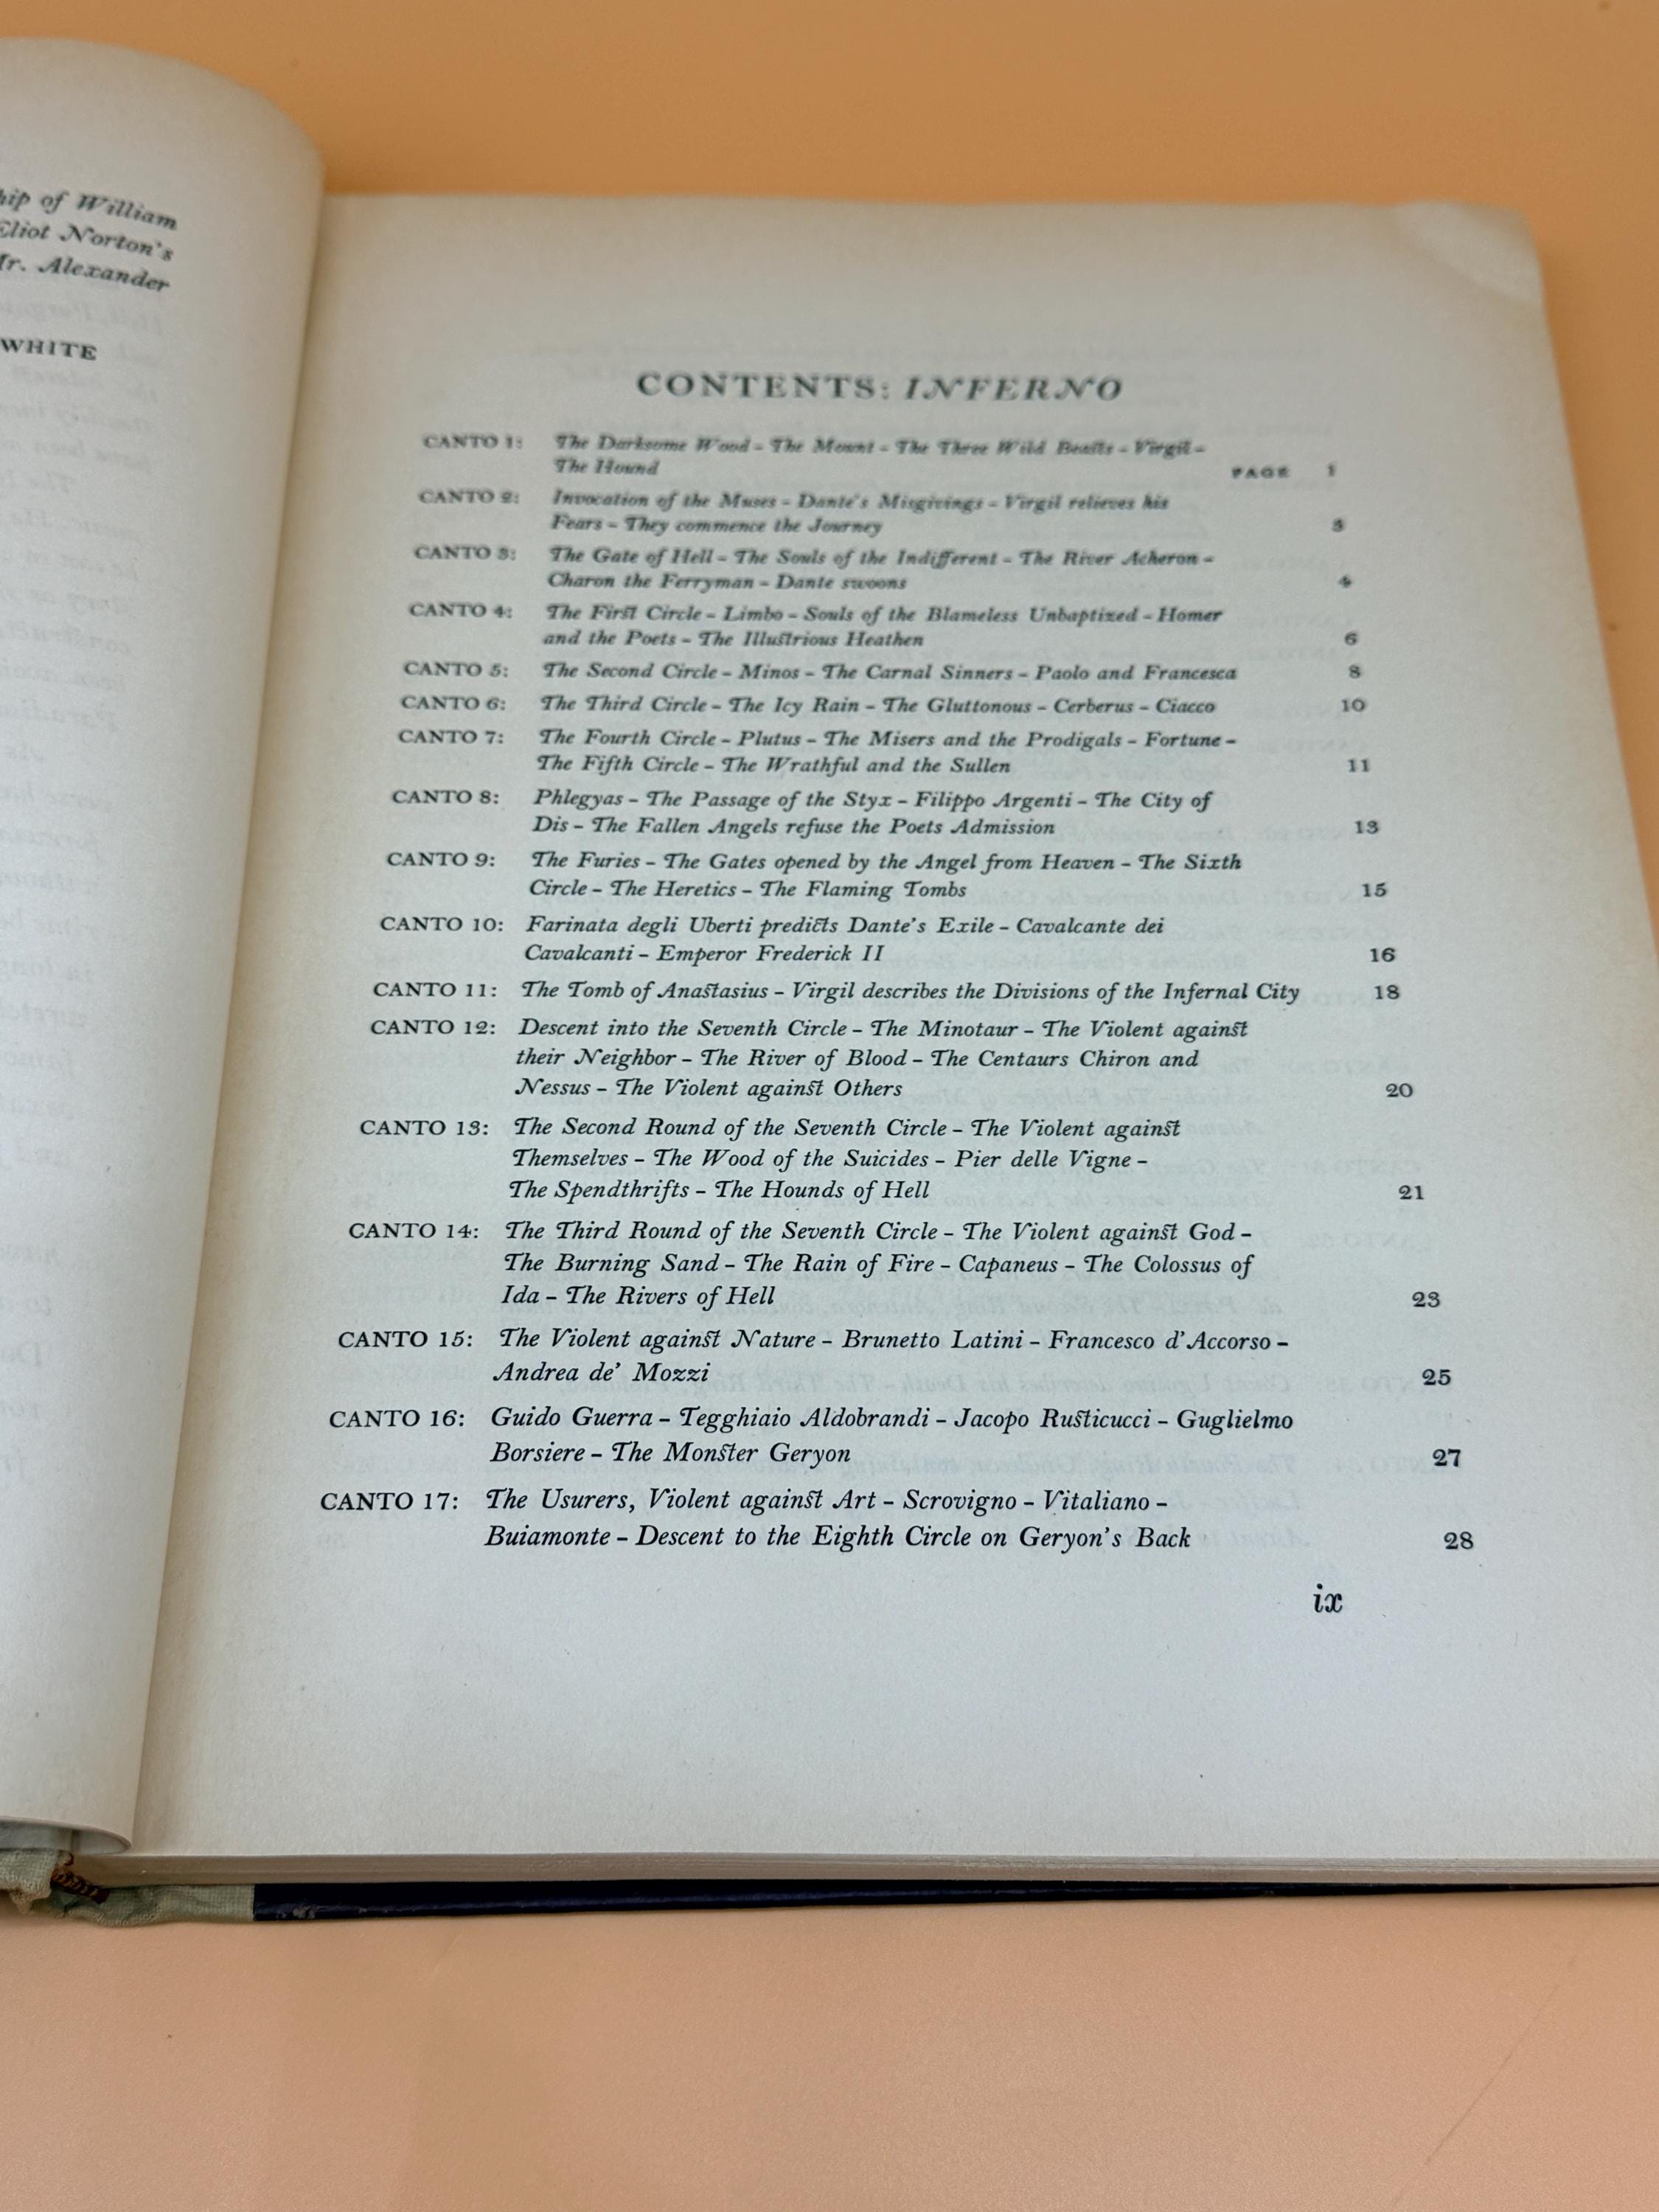 of William
Eliot Norton's
Mr. Alexander
WHITE
CONTENTS: INFERNO
CANTO 1: The Darksome Wood – The Mount – The Three Wild Beasts – Virgil –
The Hound PAGE 1
CANTO 2: Invocation of the Muses – Dante's Misgivings – Virgil relieves his
Fears – They commence the Journey 3
CANTO 3: The Gate of Hell – The Souls of the Indifferent – The River Acheron –
Charon the Ferryman – Dante swoons 4
CANTO 4: The First Circle – Limbo – Souls of the Blameless Unbaptized – Homer
and the Poets – The Illustrious Heathen 6
CANTO 5: The Second Circle – Minos – The Carnal Sinners – Paolo and Francesca 8
CANTO 6: The Third Circle – The Icy Rain – The Gluttonous – Cerberus – Ciacco 10
CANTO 7: The Fourth Circle – Plutus – The Misers and the Prodigals – Fortune –
The Fifth Circle – The Wrathful and the Sullen 11
CANTO 8: Phlegyas – The Passage of the Styx – Filippo Argenti – The City of
Dis – The Fallen Angels refuse the Poets Admission 13
CANTO 9: The Furies – The Gates opened by the Angel from Heaven – The Sixth
Circle – The Heretics – The Flaming Tombs 15
CANTO 10: Farinata degli Uberti predicts Dante's Exile – Cavalcante dei
Cavalcanti – Emperor Frederick II 16
CANTO 11: The Tomb of Anastasius – Virgil describes the Divisions of the Infernal City 18
CANTO 12: Descent into the Seventh Circle – The Minotaur – The Violent against
their Neighbor – The River of Blood – The Centaurs Chiron and
Nessus – The Violent against Others 20
CANTO 13: The Second Round of the Seventh Circle – The Violent against
Themselves – The Wood of the Suicides – Pier delle Vigne –
The Spendthrifts – The Hounds of Hell 21
CANTO 14: The Third Round of the Seventh Circle – The Violent against God –
The Burning Sand – The Rain of Fire – Capaneus – The Colossus of
Ida – The Rivers of Hell 23
CANTO 15: The Violent against Nature – Brunetto Latini – Francesco d'Accorso –
Andrea de' Mozzi 25
CANTO 16: Guido Guerra – Tegghiaio Aldobrandi – Jacopo Rusticucci – Guglielmo
Borsiere – The Monster Geryon 27
CANTO 17: The Usurers, Violent against Art – Scrovigno – Vitaliano –
Buiamonte – Descent to the Eighth Circle on Geryon's Back 28
ix